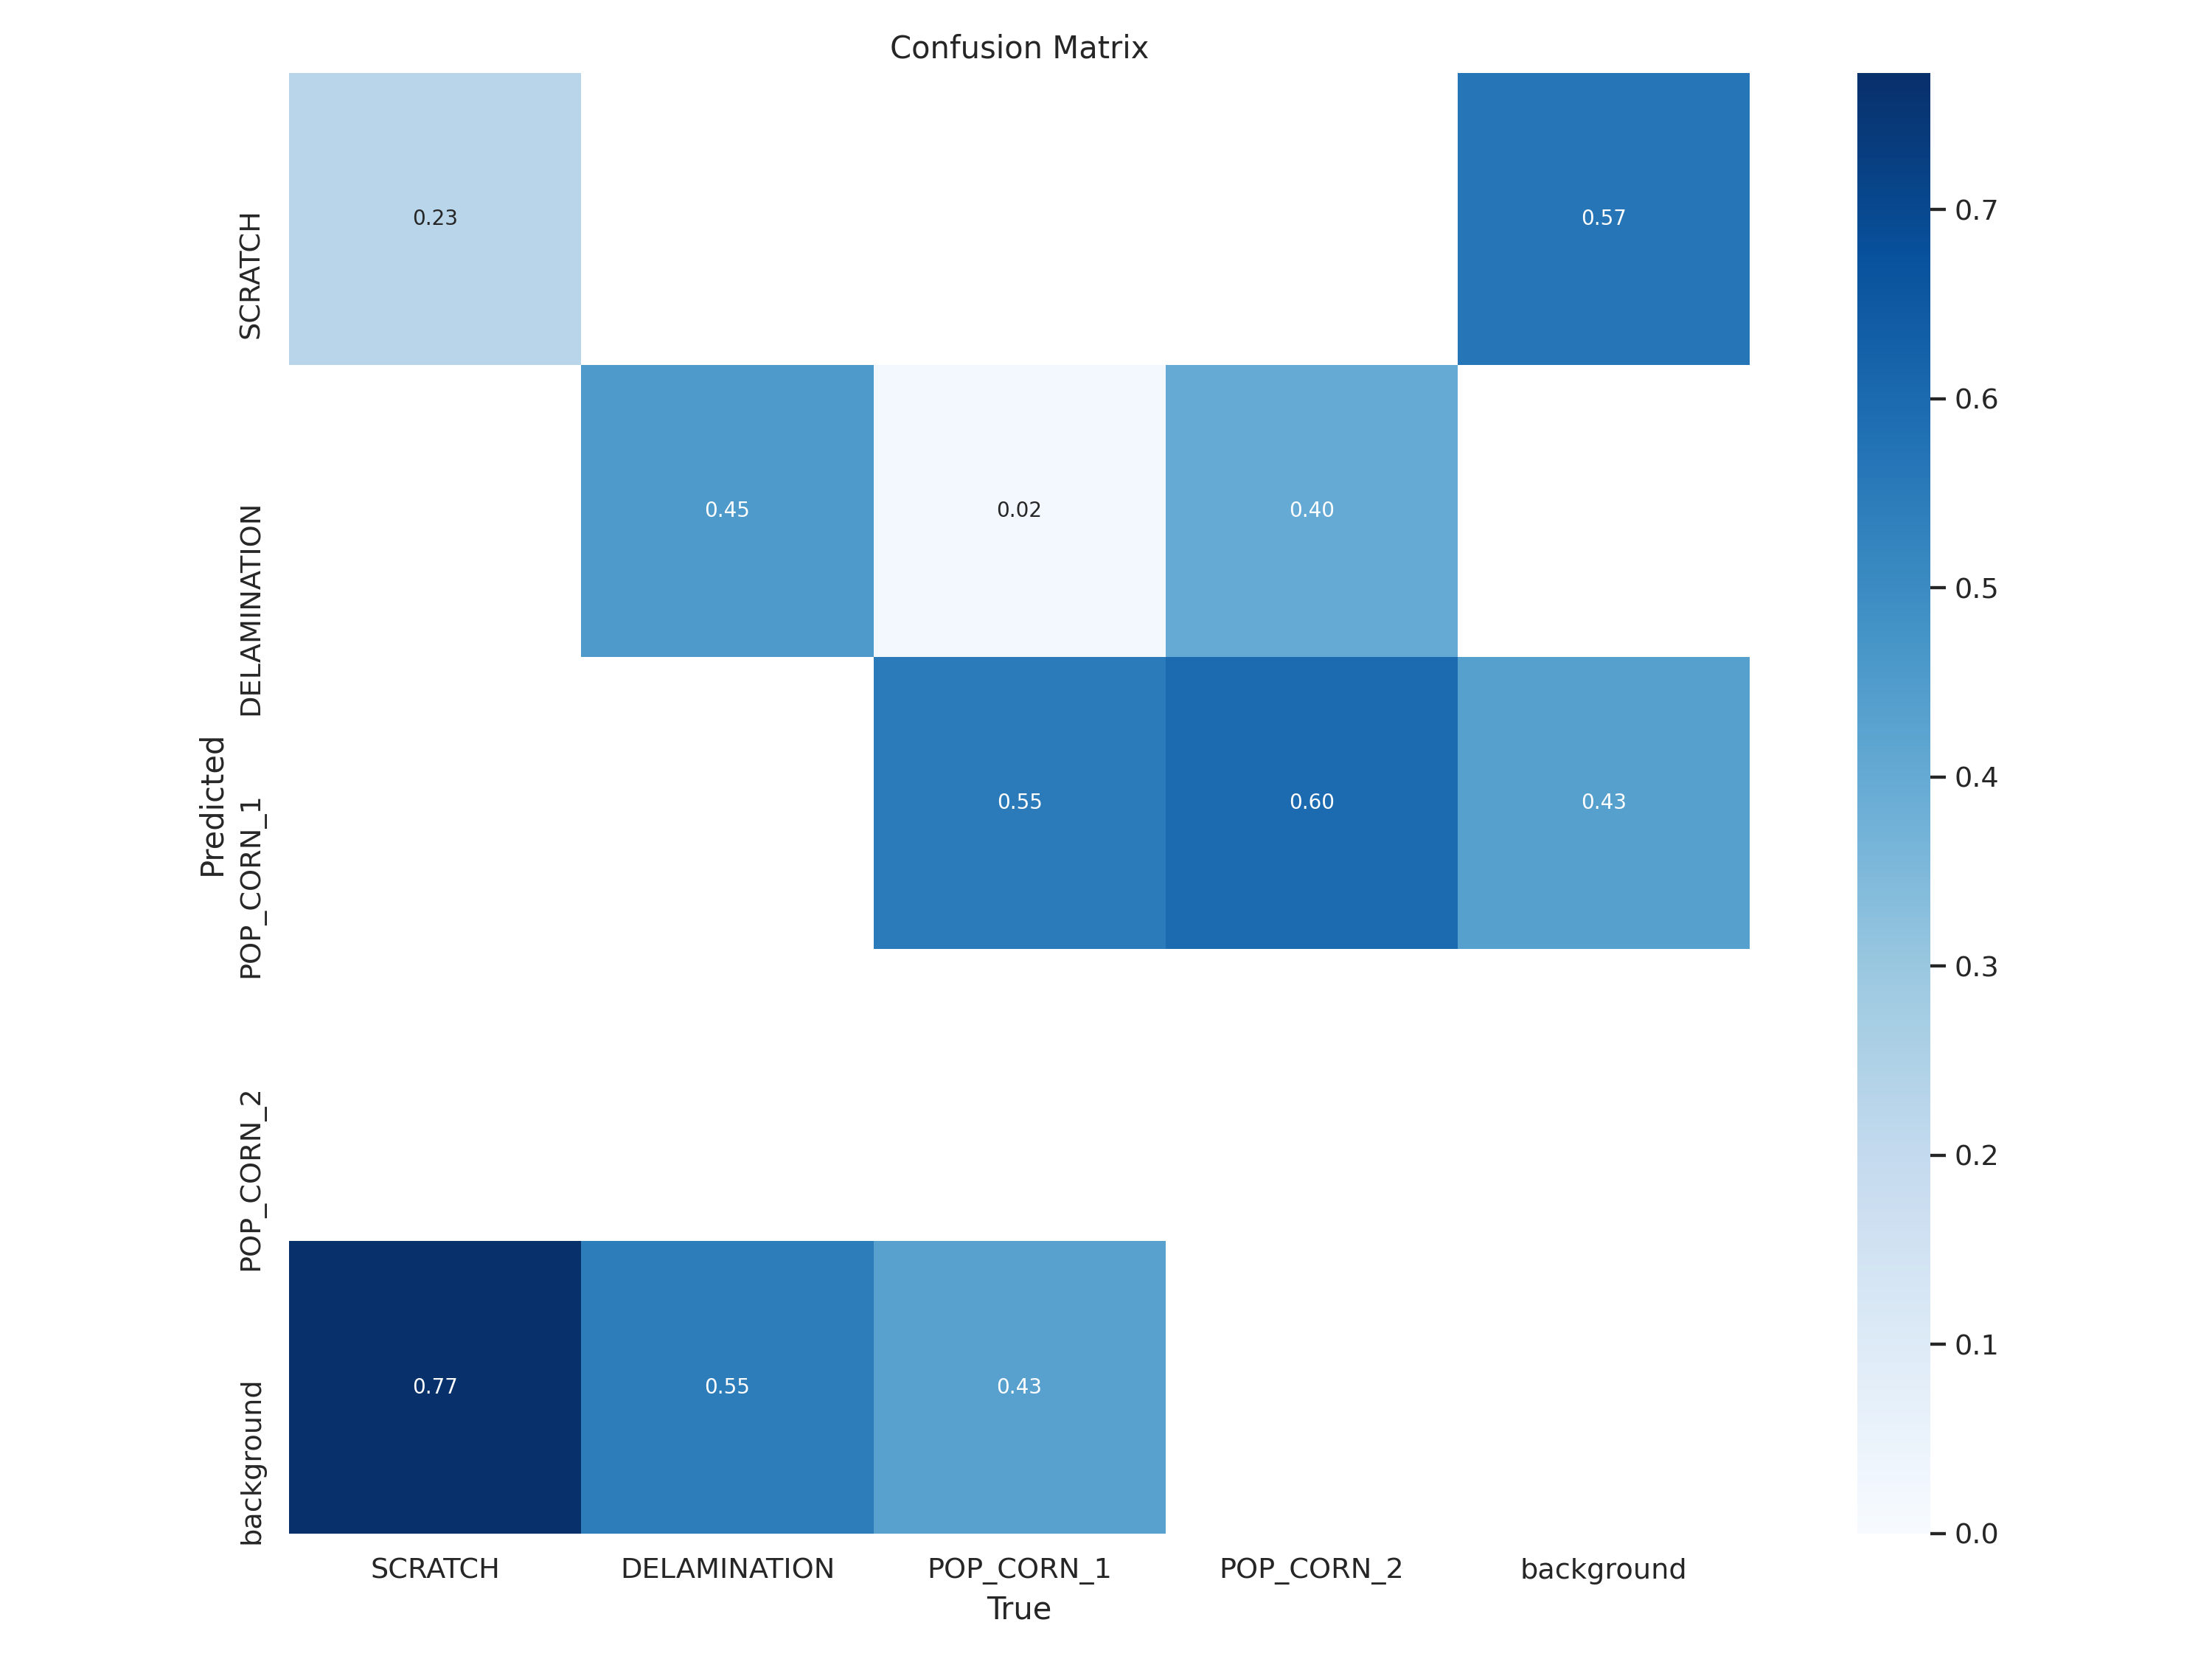 Confusion Matrix
SCRATCH
DELAMINATION
POP_CORN_1
POP_CORN_2
background
Predicted
0.23
0.57
0.45
0.02
0.40
0.55
0.60
0.43
0.77
0.55
0.43
SCRATCH
DELAMINATION
POP_CORN_1
POP_CORN_2
background
True
0.7
0.6
0.5
0.4
0.3
0.2
0.1
0.0